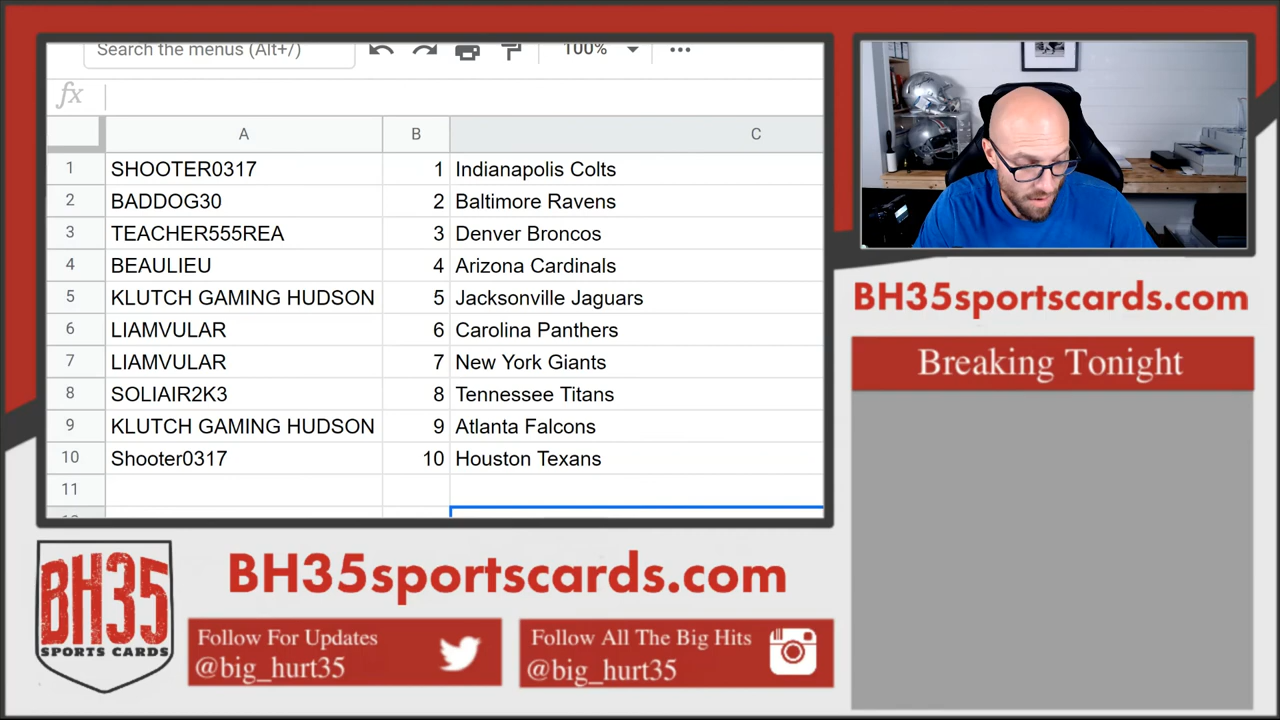 Search the menus (Alt+/)
100%
fx
A B C
1 SHOOTER0317 1 Indianapolis Colts
2 BADDOG30 2 Baltimore Ravens
3 TEACHER555REA 3 Denver Broncos
4 BEAULIEU 4 Arizona Cardinals
5 KLUTCH GAMING HUDSON 5 Jacksonville Jaguars
6 LIAMVULAR 6 Carolina Panthers
7 LIAMVULAR 7 New York Giants
8 SOLIAIR2K3 8 Tennessee Titans
9 KLUTCH GAMING HUDSON 9 Atlanta Falcons
10 Shooter0317 10 Houston Texans
11
BH35sportscards.com
Breaking Tonight
BH35
SPORTS CARDS
BH35sportscards.com
Follow For Updates
@big_hurt35
Follow All The Big Hits
@big_hurt35